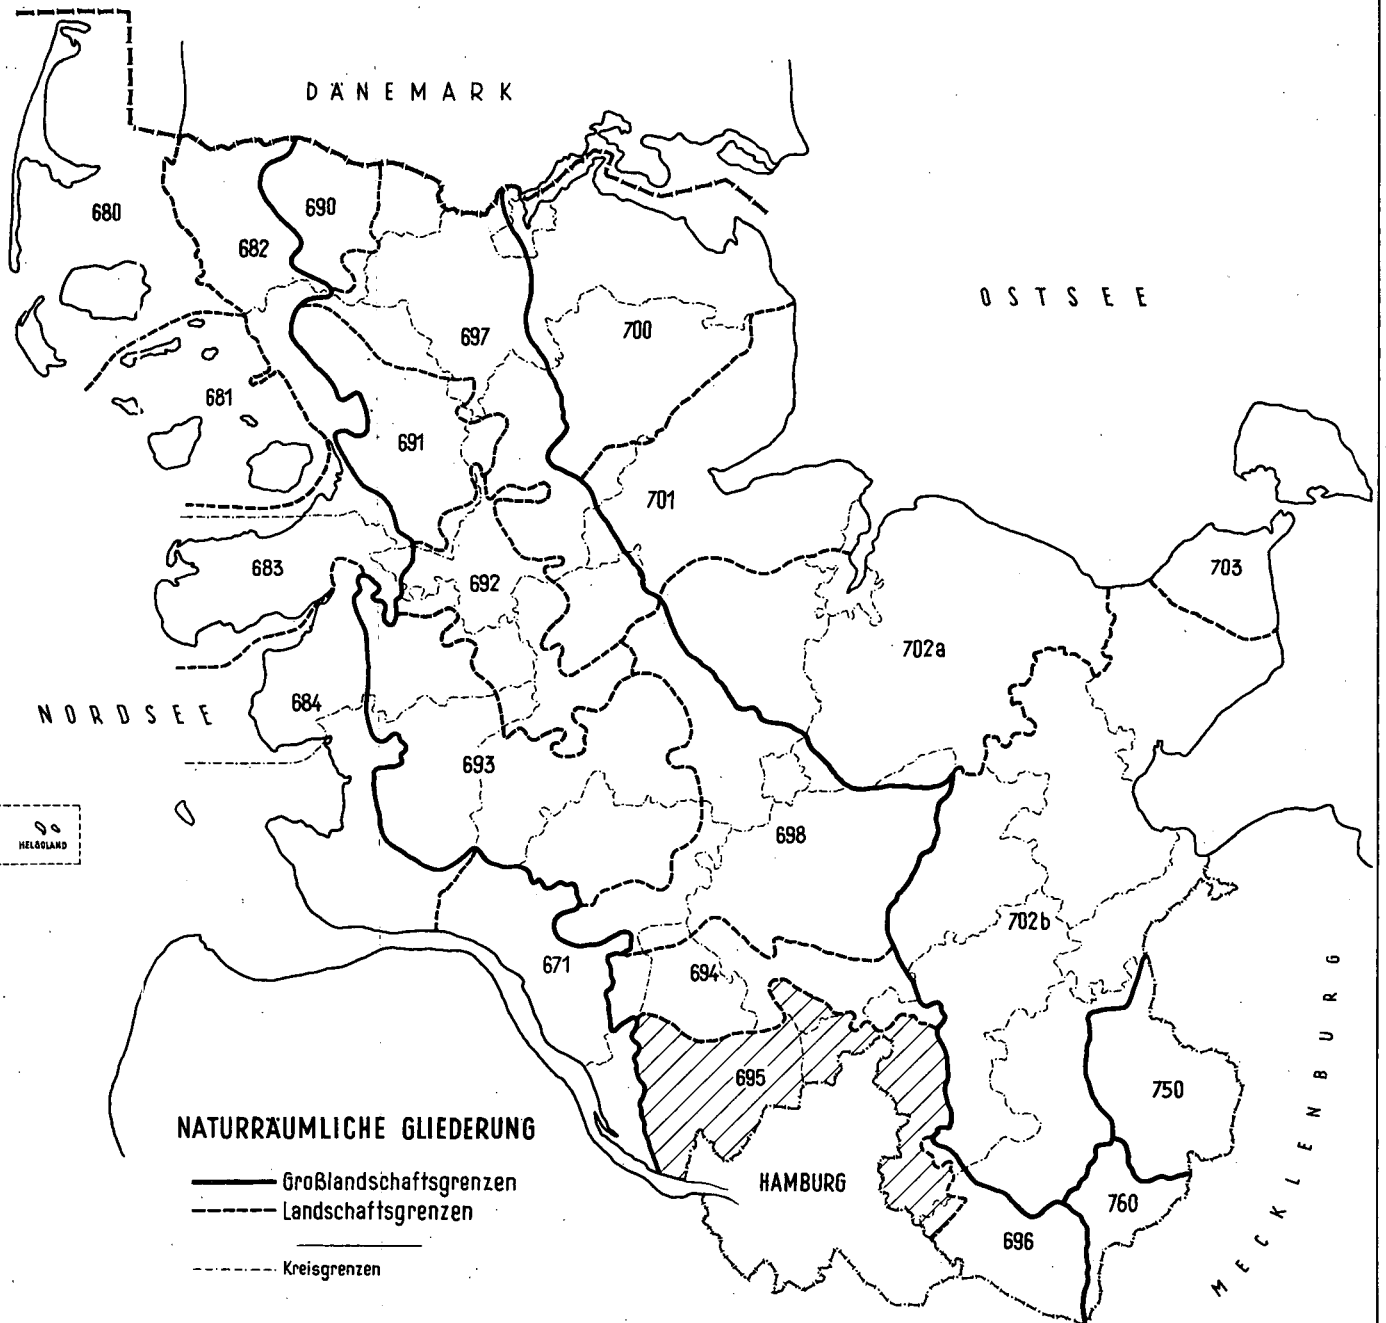 DÄNEMARK
680
690
682
OSTSEE
700
697
681
691
701
683
692
703
702a
684
NORDSEE
693
698
HELGOLAND
702b
671
694
MECKLENBURG
695
750
NATURRÄUMLICHE GLIEDERUNG
HAMBURG
Großlandschaftsgrenzen
760
Landschaftsgrenzen
696
Kreisgrenzen